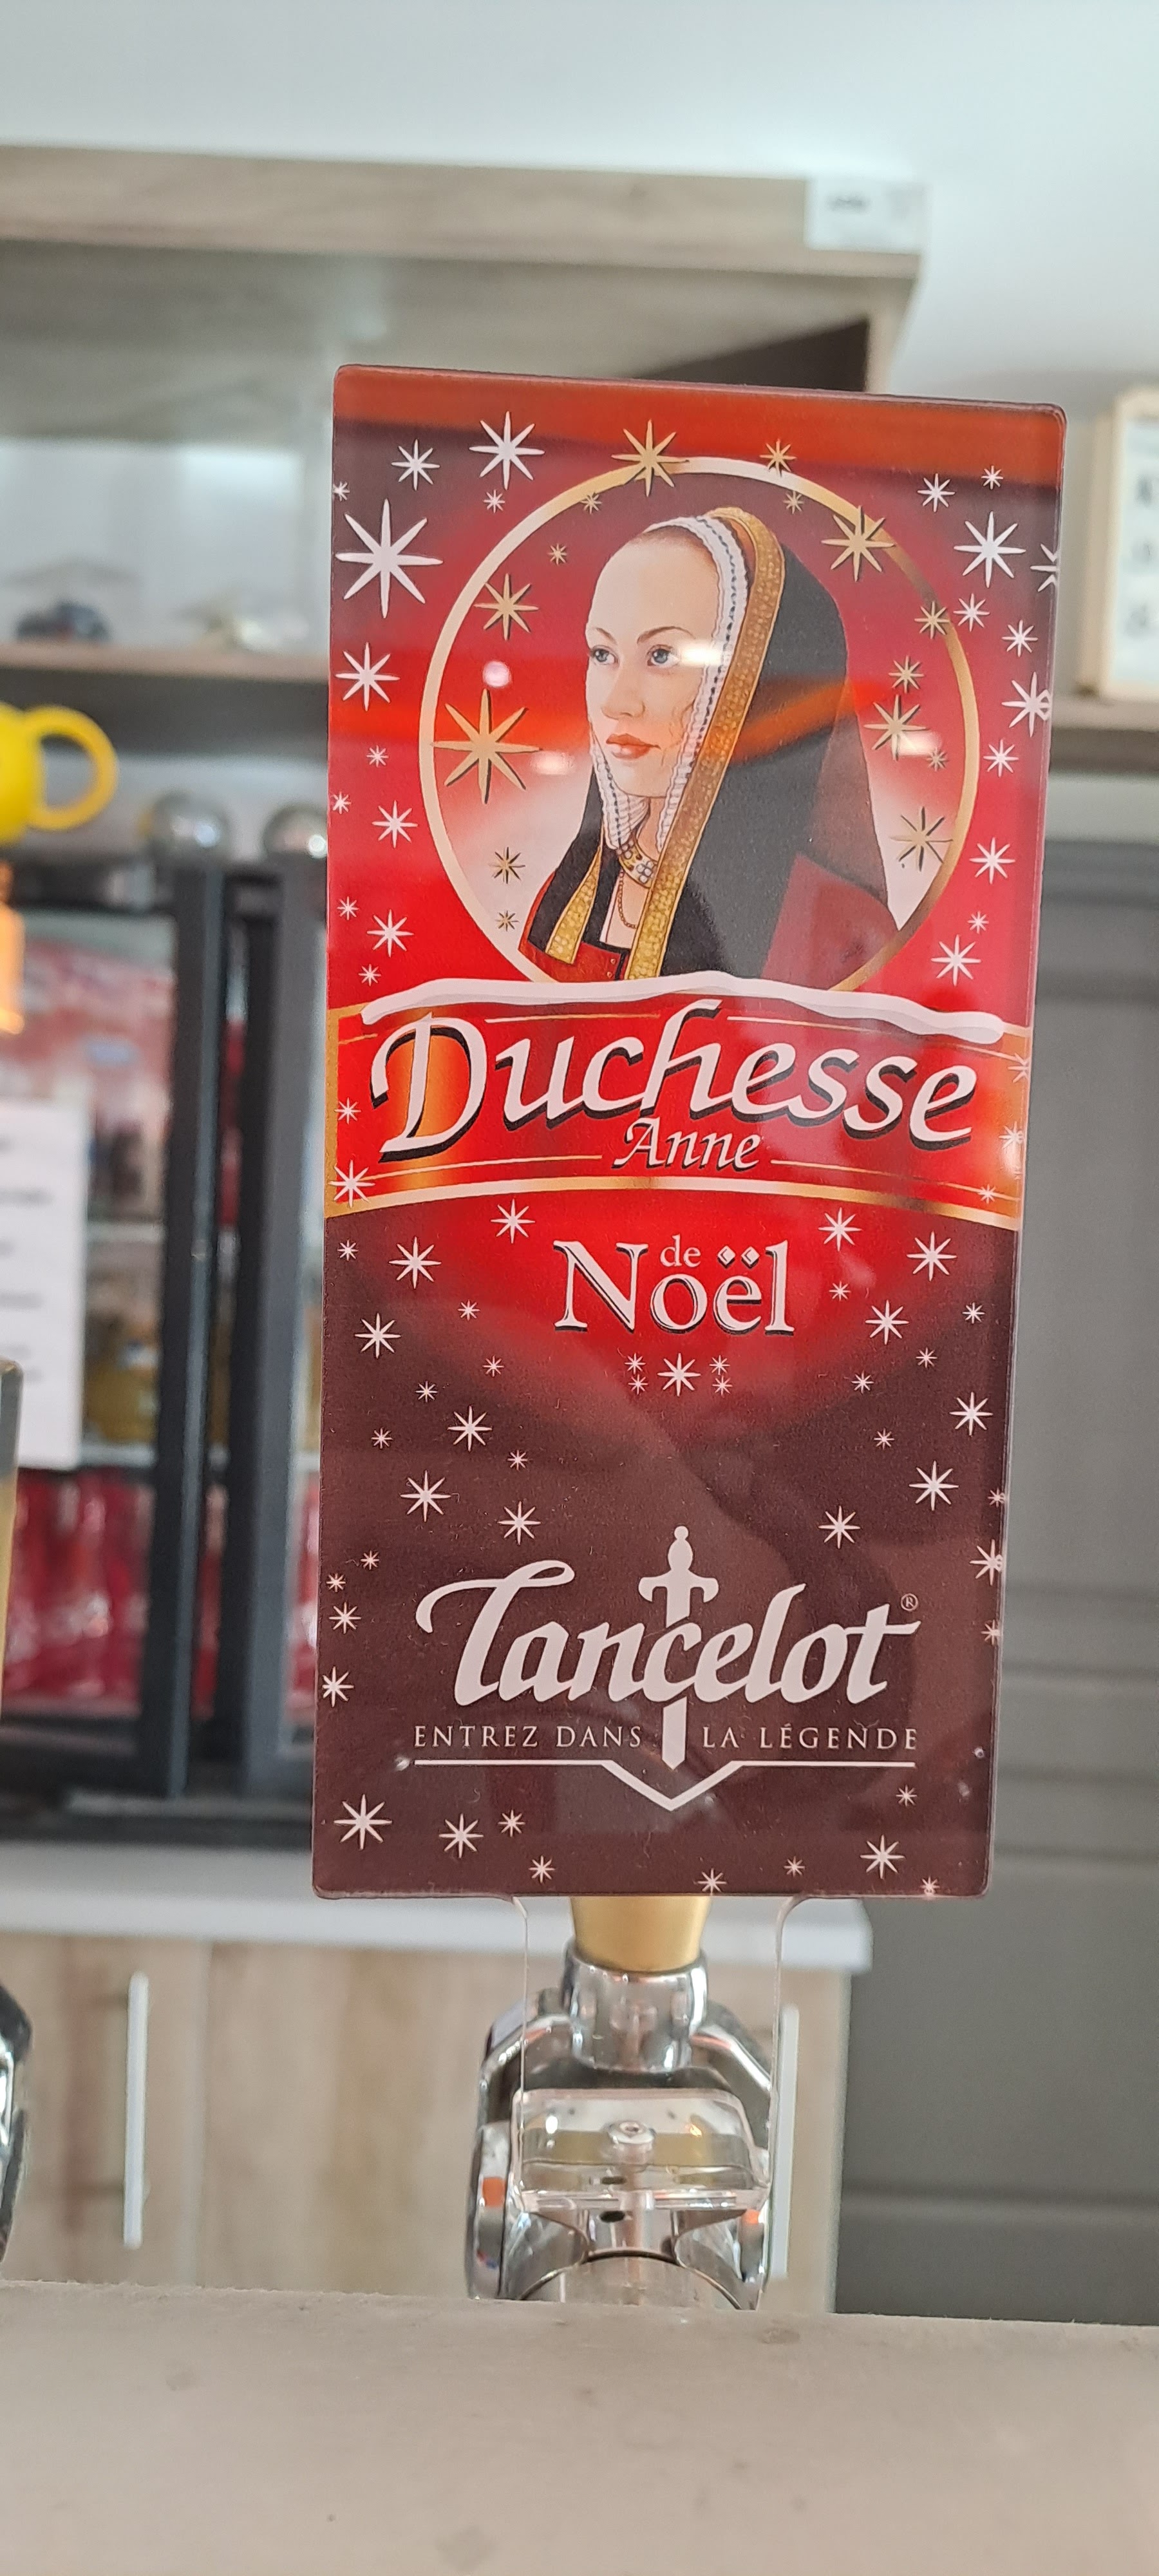 Duchesse
Anne
de
Noël
Lancelot®
ENTREZ DANS LA LÉGENDE